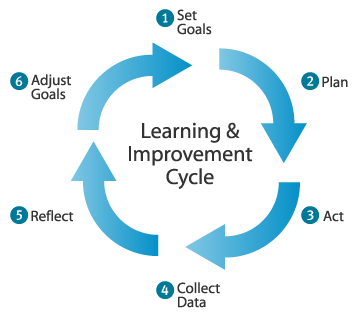 1 Set
Goals
2 Plan
3 Act
4 Collect
Data
5 Reflect
6 Adjust
Goals
Learning &
Improvement
Cycle